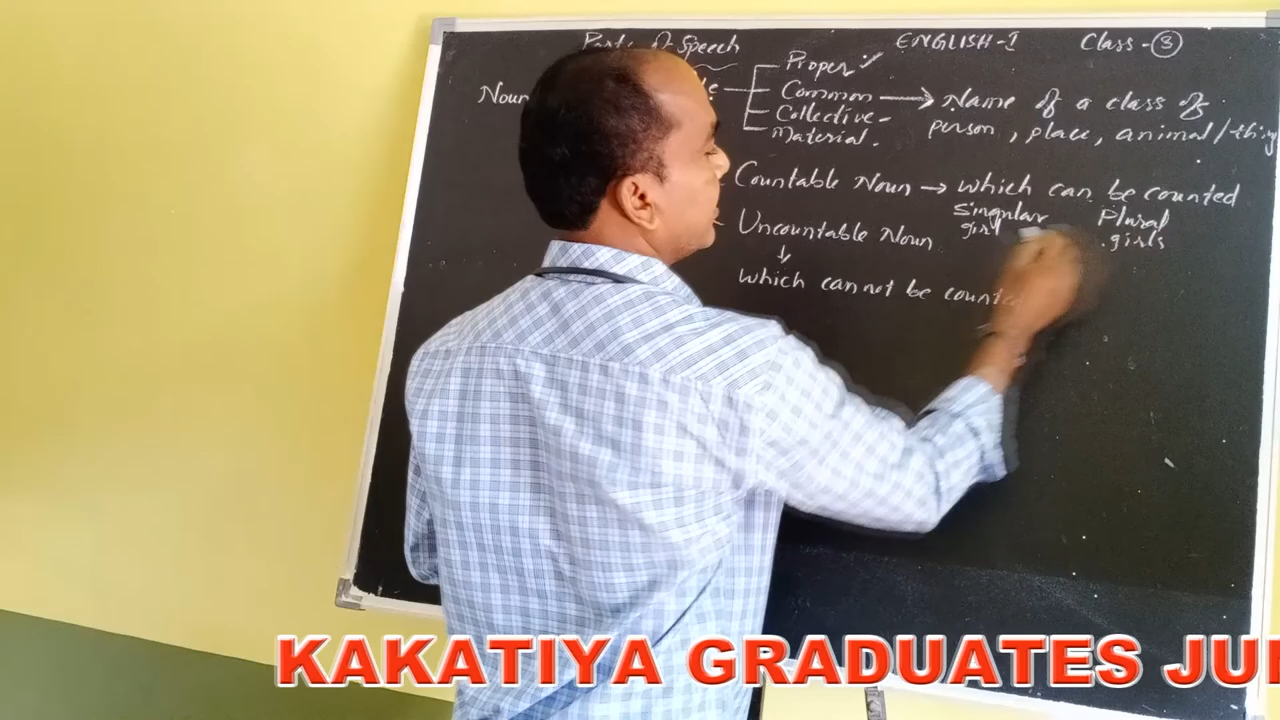 Parts of Speech ENGLISH-I Class-③
Proper ✓
Noun
Common → Name of a class of
Collective - person, place, animal/thing
Material.
Countable Noun → which can be counted
Singular Plural
girl girls
Uncountable Noun
↓
which cannot be counted
KAKATIYA GRADUATES